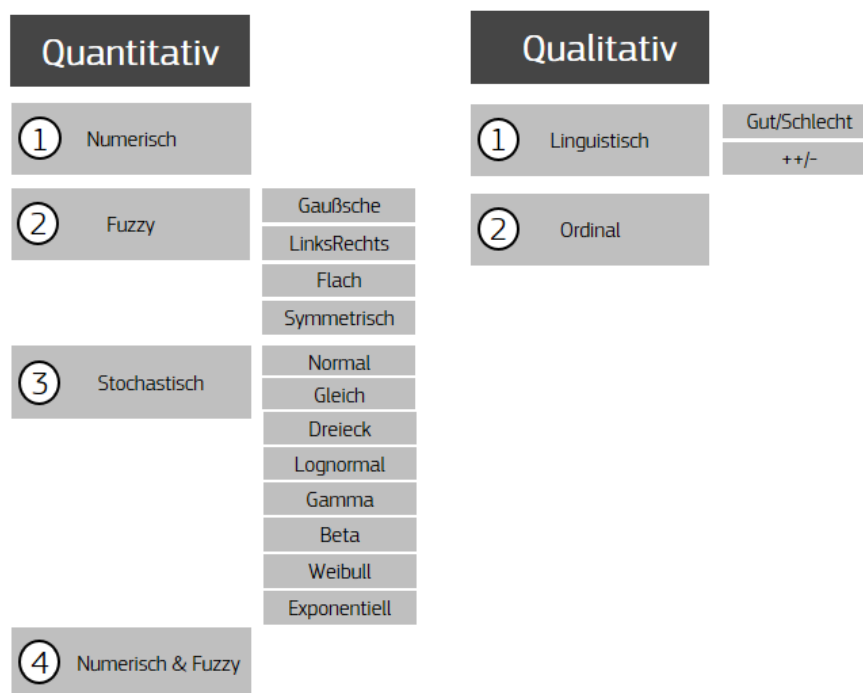 Quantitativ
1 Numerisch
2 Fuzzy
Gaußsche
LinksRechts
Flach
Symmetrisch
3 Stochastisch
Normal
Gleich
Dreieck
Lognormal
Gamma
Beta
Weibull
Exponentiell
4 Numerisch & Fuzzy
Qualitativ
1 Linguistisch
Gut/Schlecht
++/-
2 Ordinal